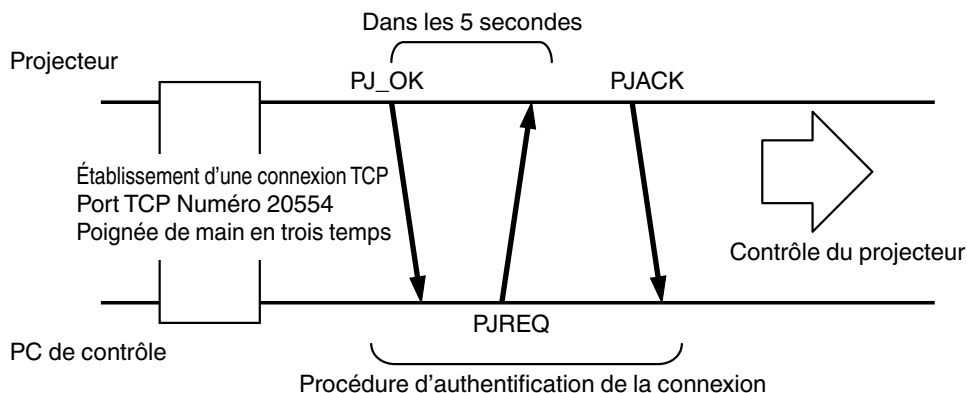 Dans les 5 secondes
Projecteur
PJ_OK
PJACK
Établissement d'une connexion TCP
Port TCP Numéro 20554
Poignée de main en trois temps
Contrôle du projecteur
PJREQ
PC de contrôle
Procédure d'authentification de la connexion